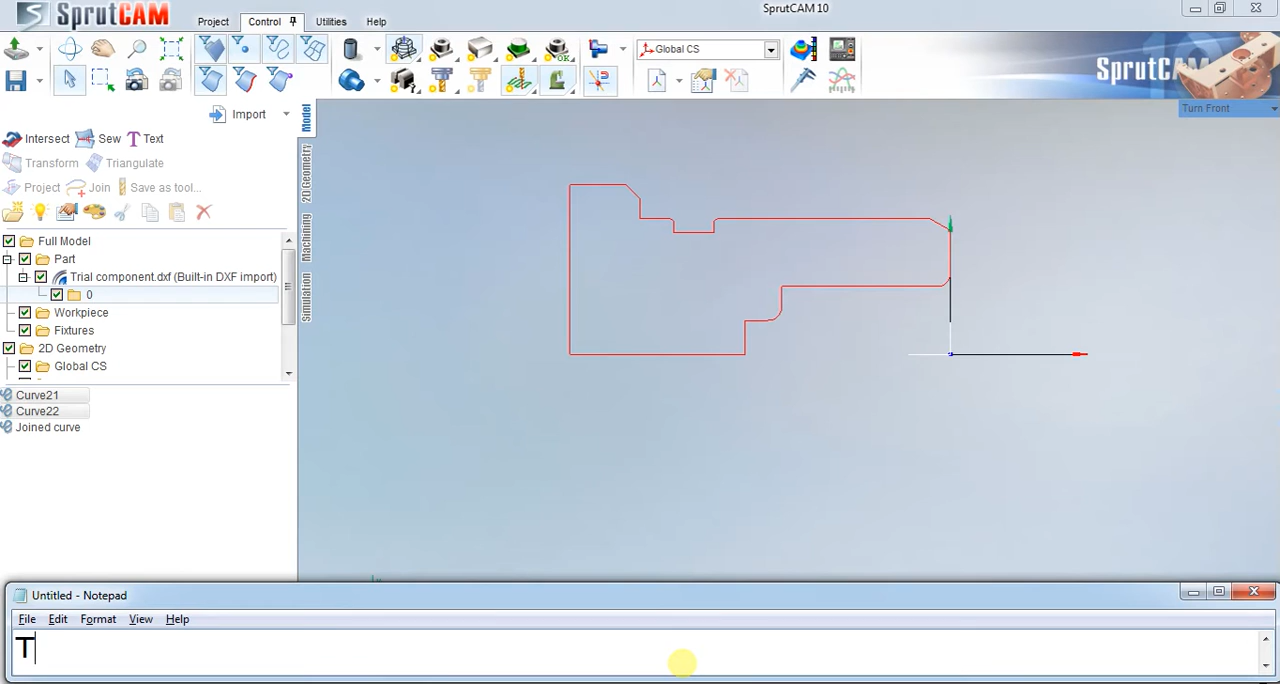 SprutCAM
SprutCAM 10
Project
Control
Utilities
Help
Global CS
SprutCA
Turn Front
Import
Intersect
Sew
Text
Transform
Triangulate
Project
Join
Save as tool...
Full Model
Part
Trial component.dxf (Built-in DXF import)
0
Workpiece
Fixtures
2D Geometry
Global CS
Curve21
Curve22
Joined curve
Model
2D Geometry
Machining
Simulation
Untitled - Notepad
File
Edit
Format
View
Help
T